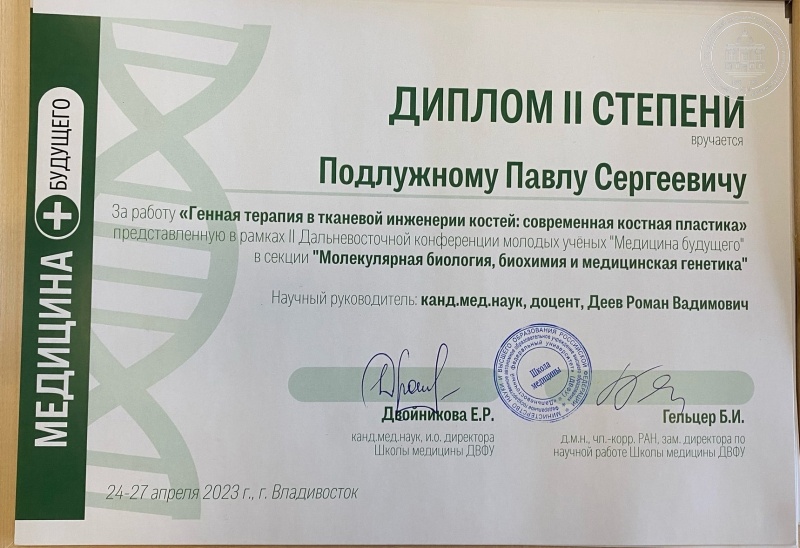 МЕДИЦИНА + БУДУЩЕГО
ДИПЛОМ II СТЕПЕНИ
вручается
Подлужному Павлу Сергеевичу
За работу «Генная терапия в тканевой инженерии костей: современная костная пластика»
представленную в рамках II Дальневосточной конференции молодых учёных "Медицина будущего"
в секции "Молекулярная биология, биохимия и медицинская генетика"
Научный руководитель: канд.мед.наук, доцент, Деев Роман Вадимович
Школа
медицины
Двойникова Е.Р.
канд.мед.наук, и.о. директора
Школы медицины ДВФУ
Гельцер Б.И.
д.м.н., чл.-корр. РАН, зам. директора по
научной работе Школы медицины ДВФУ
24-27 апреля 2023 г., г. Владивосток